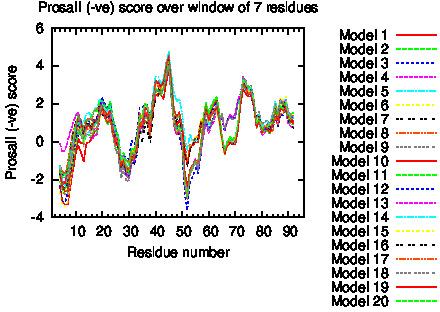 ProsaII (-ve) score over window of 7 residues
ProsaII (-ve) score
6
4
2
0
-2
-4
10 20 30 40 50 60 70 80 90
Residue number
Model 1
Model 2
Model 3
Model 4
Model 5
Model 6
Model 7
Model 8
Model 9
Model 10
Model 11
Model 12
Model 13
Model 14
Model 15
Model 16
Model 17
Model 18
Model 19
Model 20